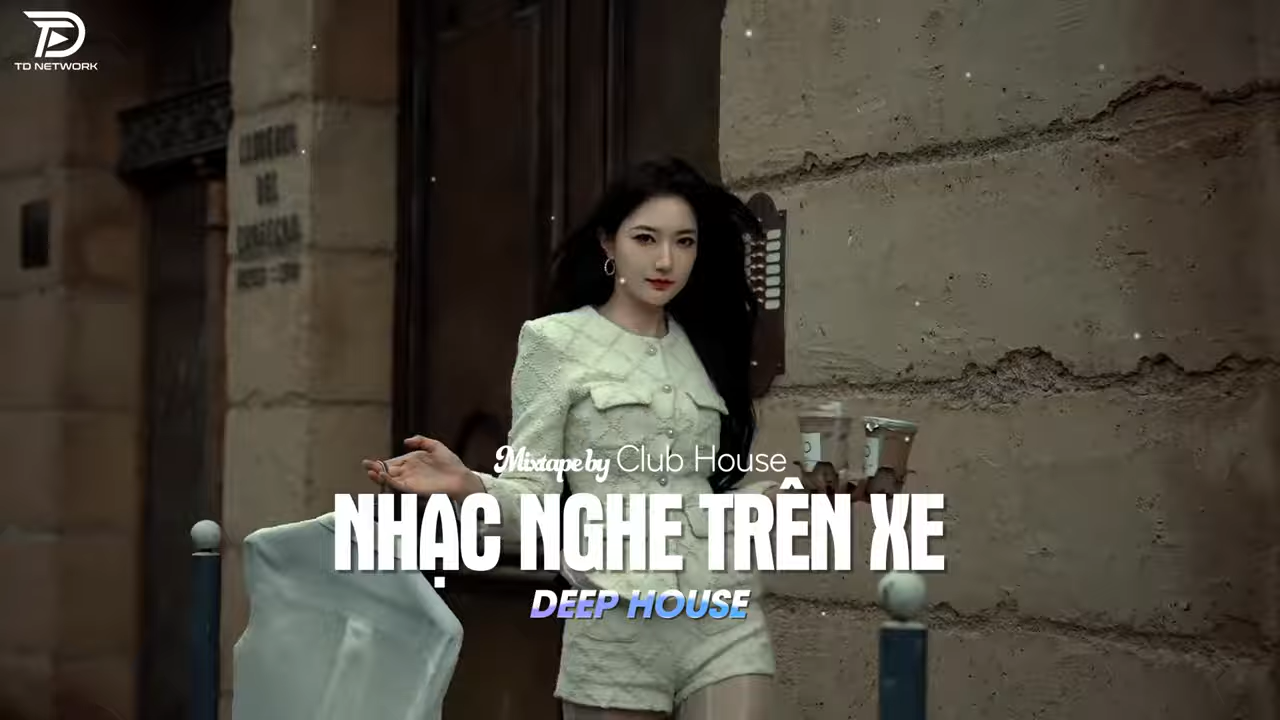 TD NETWORK
Mixtape by Club House
NHẠC NGHE TRÊN XE
DEEP HOUSE